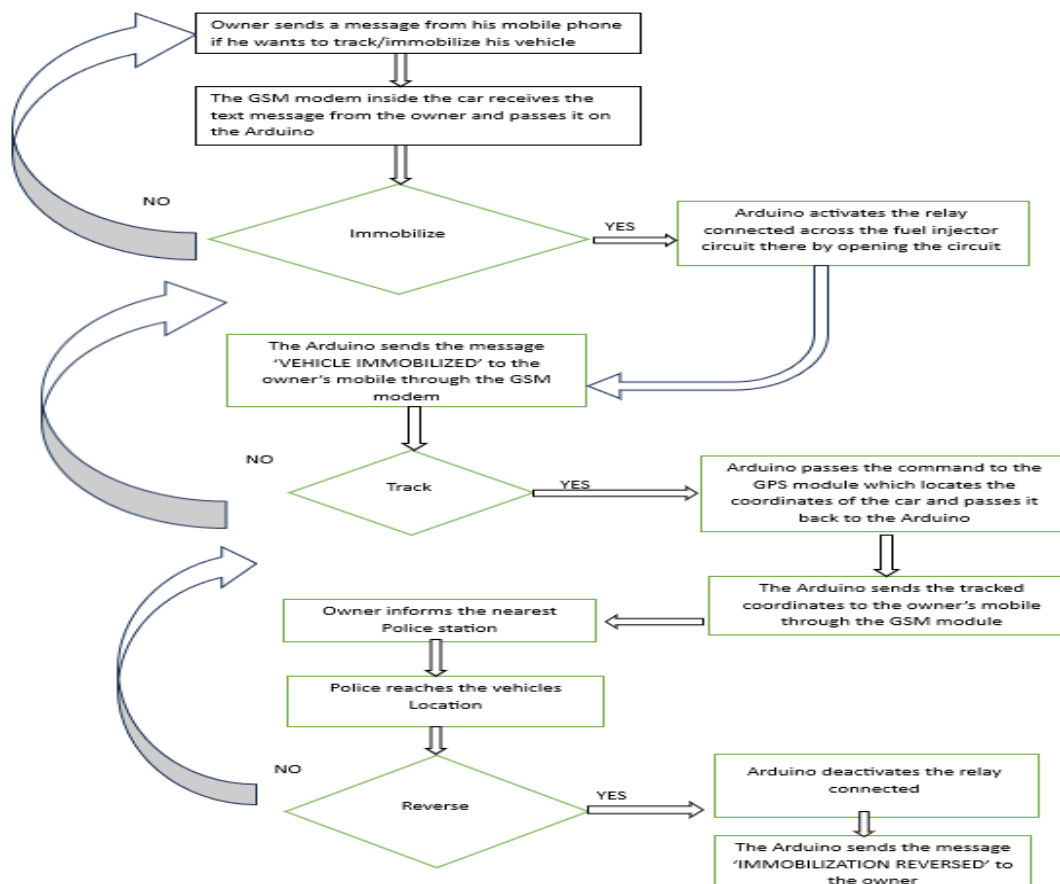 Owner sends a message from his mobile phone
if he wants to track/immobilize his vehicle
The GSM modem inside the car receives the
text message from the owner and passes it on
the Arduino
NO
Immobilize
YES
Arduino activates the relay
connected across the fuel injector
circuit there by opening the circuit
The Arduino sends the message
‘VEHICLE IMMOBILIZED’ to the
owner’s mobile through the GSM
modem
NO
Track
YES
Arduino passes the command to the
GPS module which locates the
coordinates of the car and passes it
back to the Arduino
The Arduino sends the tracked
coordinates to the owner’s mobile
through the GSM module
Owner informs the nearest
Police station
Police reaches the vehicles
Location
NO
Reverse
YES
Arduino deactivates the relay
connected
The Arduino sends the message
‘IMMOBILIZATION REVERSED’ to
the owner